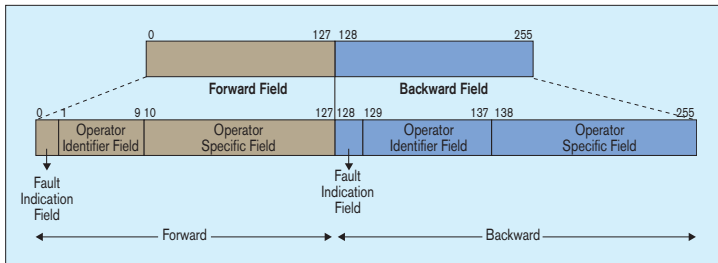 0 127 128 255
Forward Field Backward Field
0 1 9 10 127 128 129 137 138 255
Operator Operator Operator Operator
Identifier Field Specific Field Identifier Field Specific Field
Fault Fault
Indication Indication
Field Field
Forward Backward